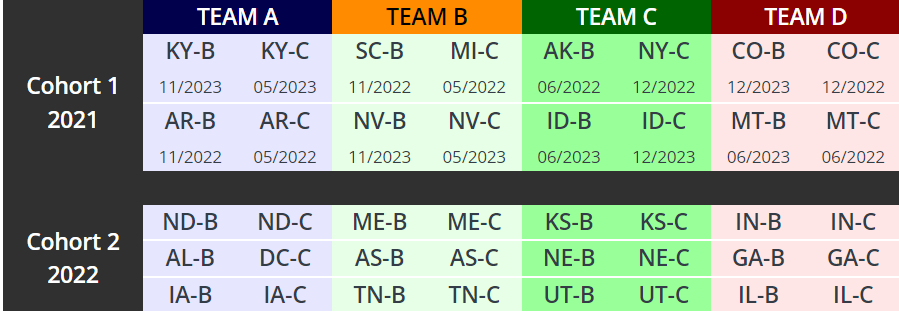 TEAM A TEAM B TEAM C TEAM D
Cohort 1
2021
KY-B KY-C SC-B MI-C AK-B NY-C CO-B CO-C
11/2023 05/2023 11/2022 05/2022 06/2022 12/2022 12/2023 12/2022
AR-B AR-C NV-B NV-C ID-B ID-C MT-B MT-C
11/2022 05/2022 11/2023 05/2023 06/2023 12/2023 06/2023 06/2022
Cohort 2
2022
ND-B ND-C ME-B ME-C KS-B KS-C IN-B IN-C
AL-B DC-C AS-B AS-C NE-B NE-C GA-B GA-C
IA-B IA-C TN-B TN-C UT-B UT-C IL-B IL-C